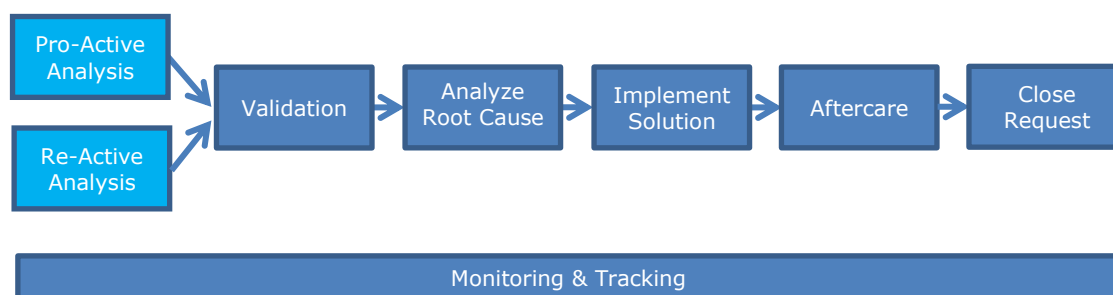 Pro-Active
Analysis
Re-Active
Analysis
Validation
Analyze
Root Cause
Implement
Solution
Aftercare
Close
Request
Monitoring & Tracking